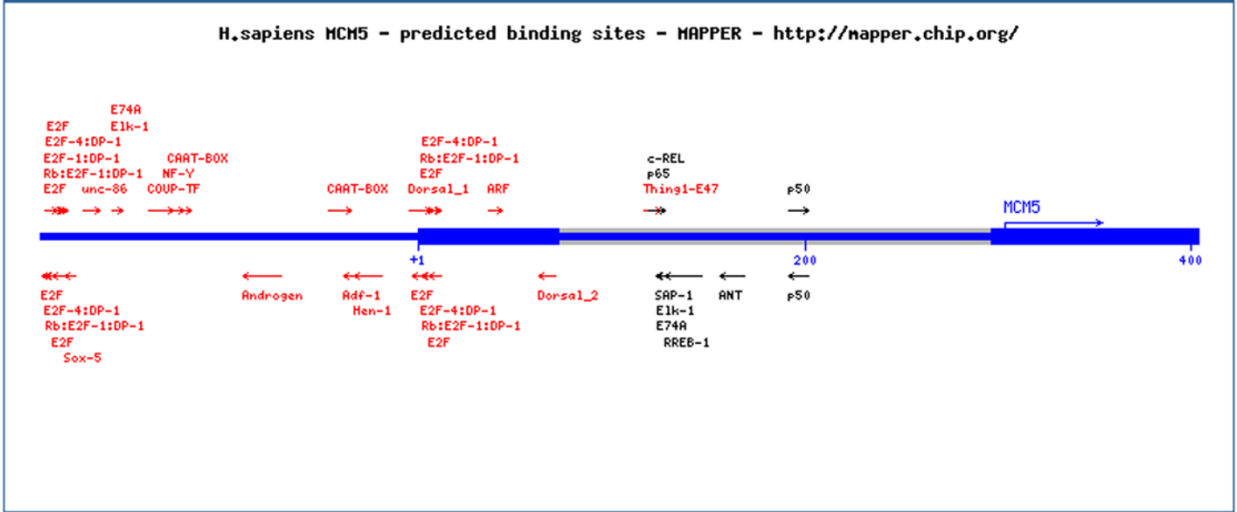 H.sapiens MCM5 - predicted binding sites - MAPPER - http://mapper.chip.org/
E74A
E2F Elk-1
E2F-4:DP-1 E2F-4:DP-1
E2F-1:DP-1 CAAT-BOX Rb:E2F-1:DP-1 c-REL
Rb:E2F-1:DP-1 NF-Y E2F p65
E2F unc-86 COUP-TF CAAT-BOX Dorsal_1 ARF Thing1-E47 p50
MCM5
+1 200 400
E2F Androgen Adf-1 E2F Dorsal_2 SAP-1 ANT p50
E2F-4:DP-1 Hen-1 E2F-4:DP-1 Elk-1
Rb:E2F-1:DP-1 Rb:E2F-1:DP-1 E74A
E2F E2F RREB-1
Sox-5